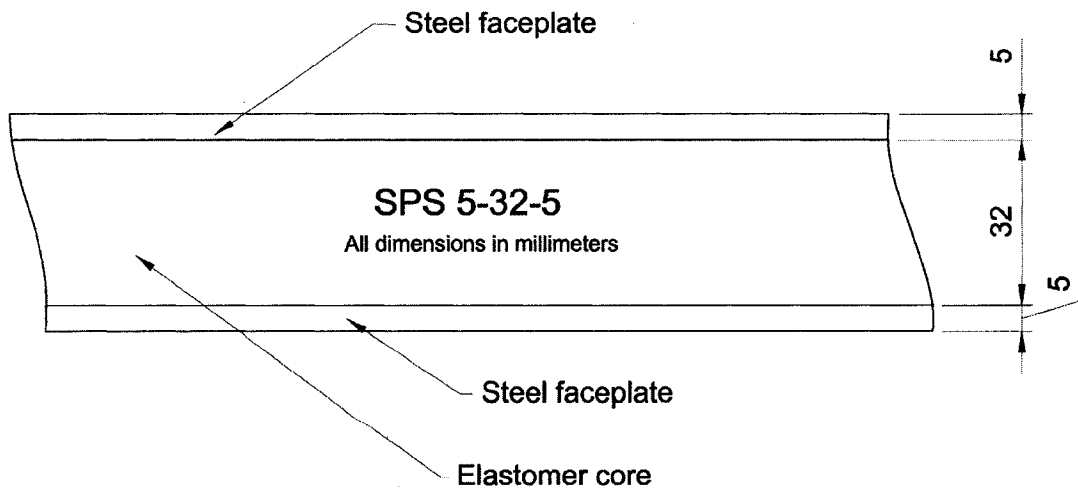 Steel faceplate
5
SPS 5-32-5
All dimensions in millimeters
32
5
Steel faceplate
Elastomer core